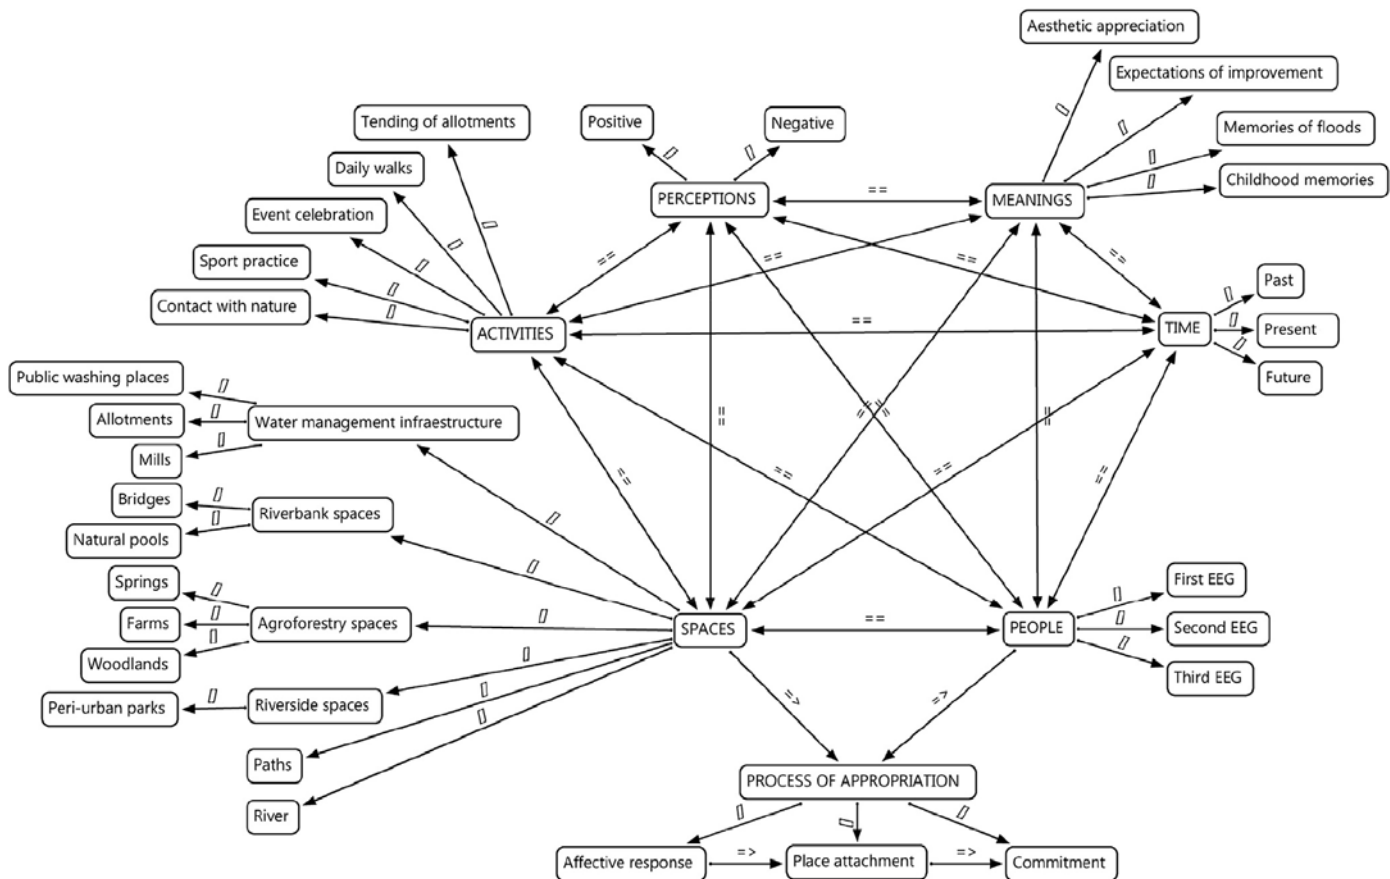 Aesthetic appreciation
Expectations of improvement
Tending of allotments
Positive
Negative
Memories of floods
Daily walks
Childhood memories
PERCEPTIONS
==
MEANINGS
Event celebration
Sport practice
==
==
==
==
Contact with nature
Past
ACTIVITIES
==
TIME
Present
Public washing places
Future
Allotments
Water management infraestructure
==
==
==
==
Mills
==
==
==
==
Bridges
Riverbank spaces
Natural pools
Springs
First EEG
Farms
Agroforestry spaces
SPACES
==
PEOPLE
Second EEG
Woodlands
Third EEG
Peri-urban parks
Riverside spaces
=>
=>
Paths
PROCESS OF APPROPRIATION
River
Affective response
=>
Place attachment
=>
Commitment